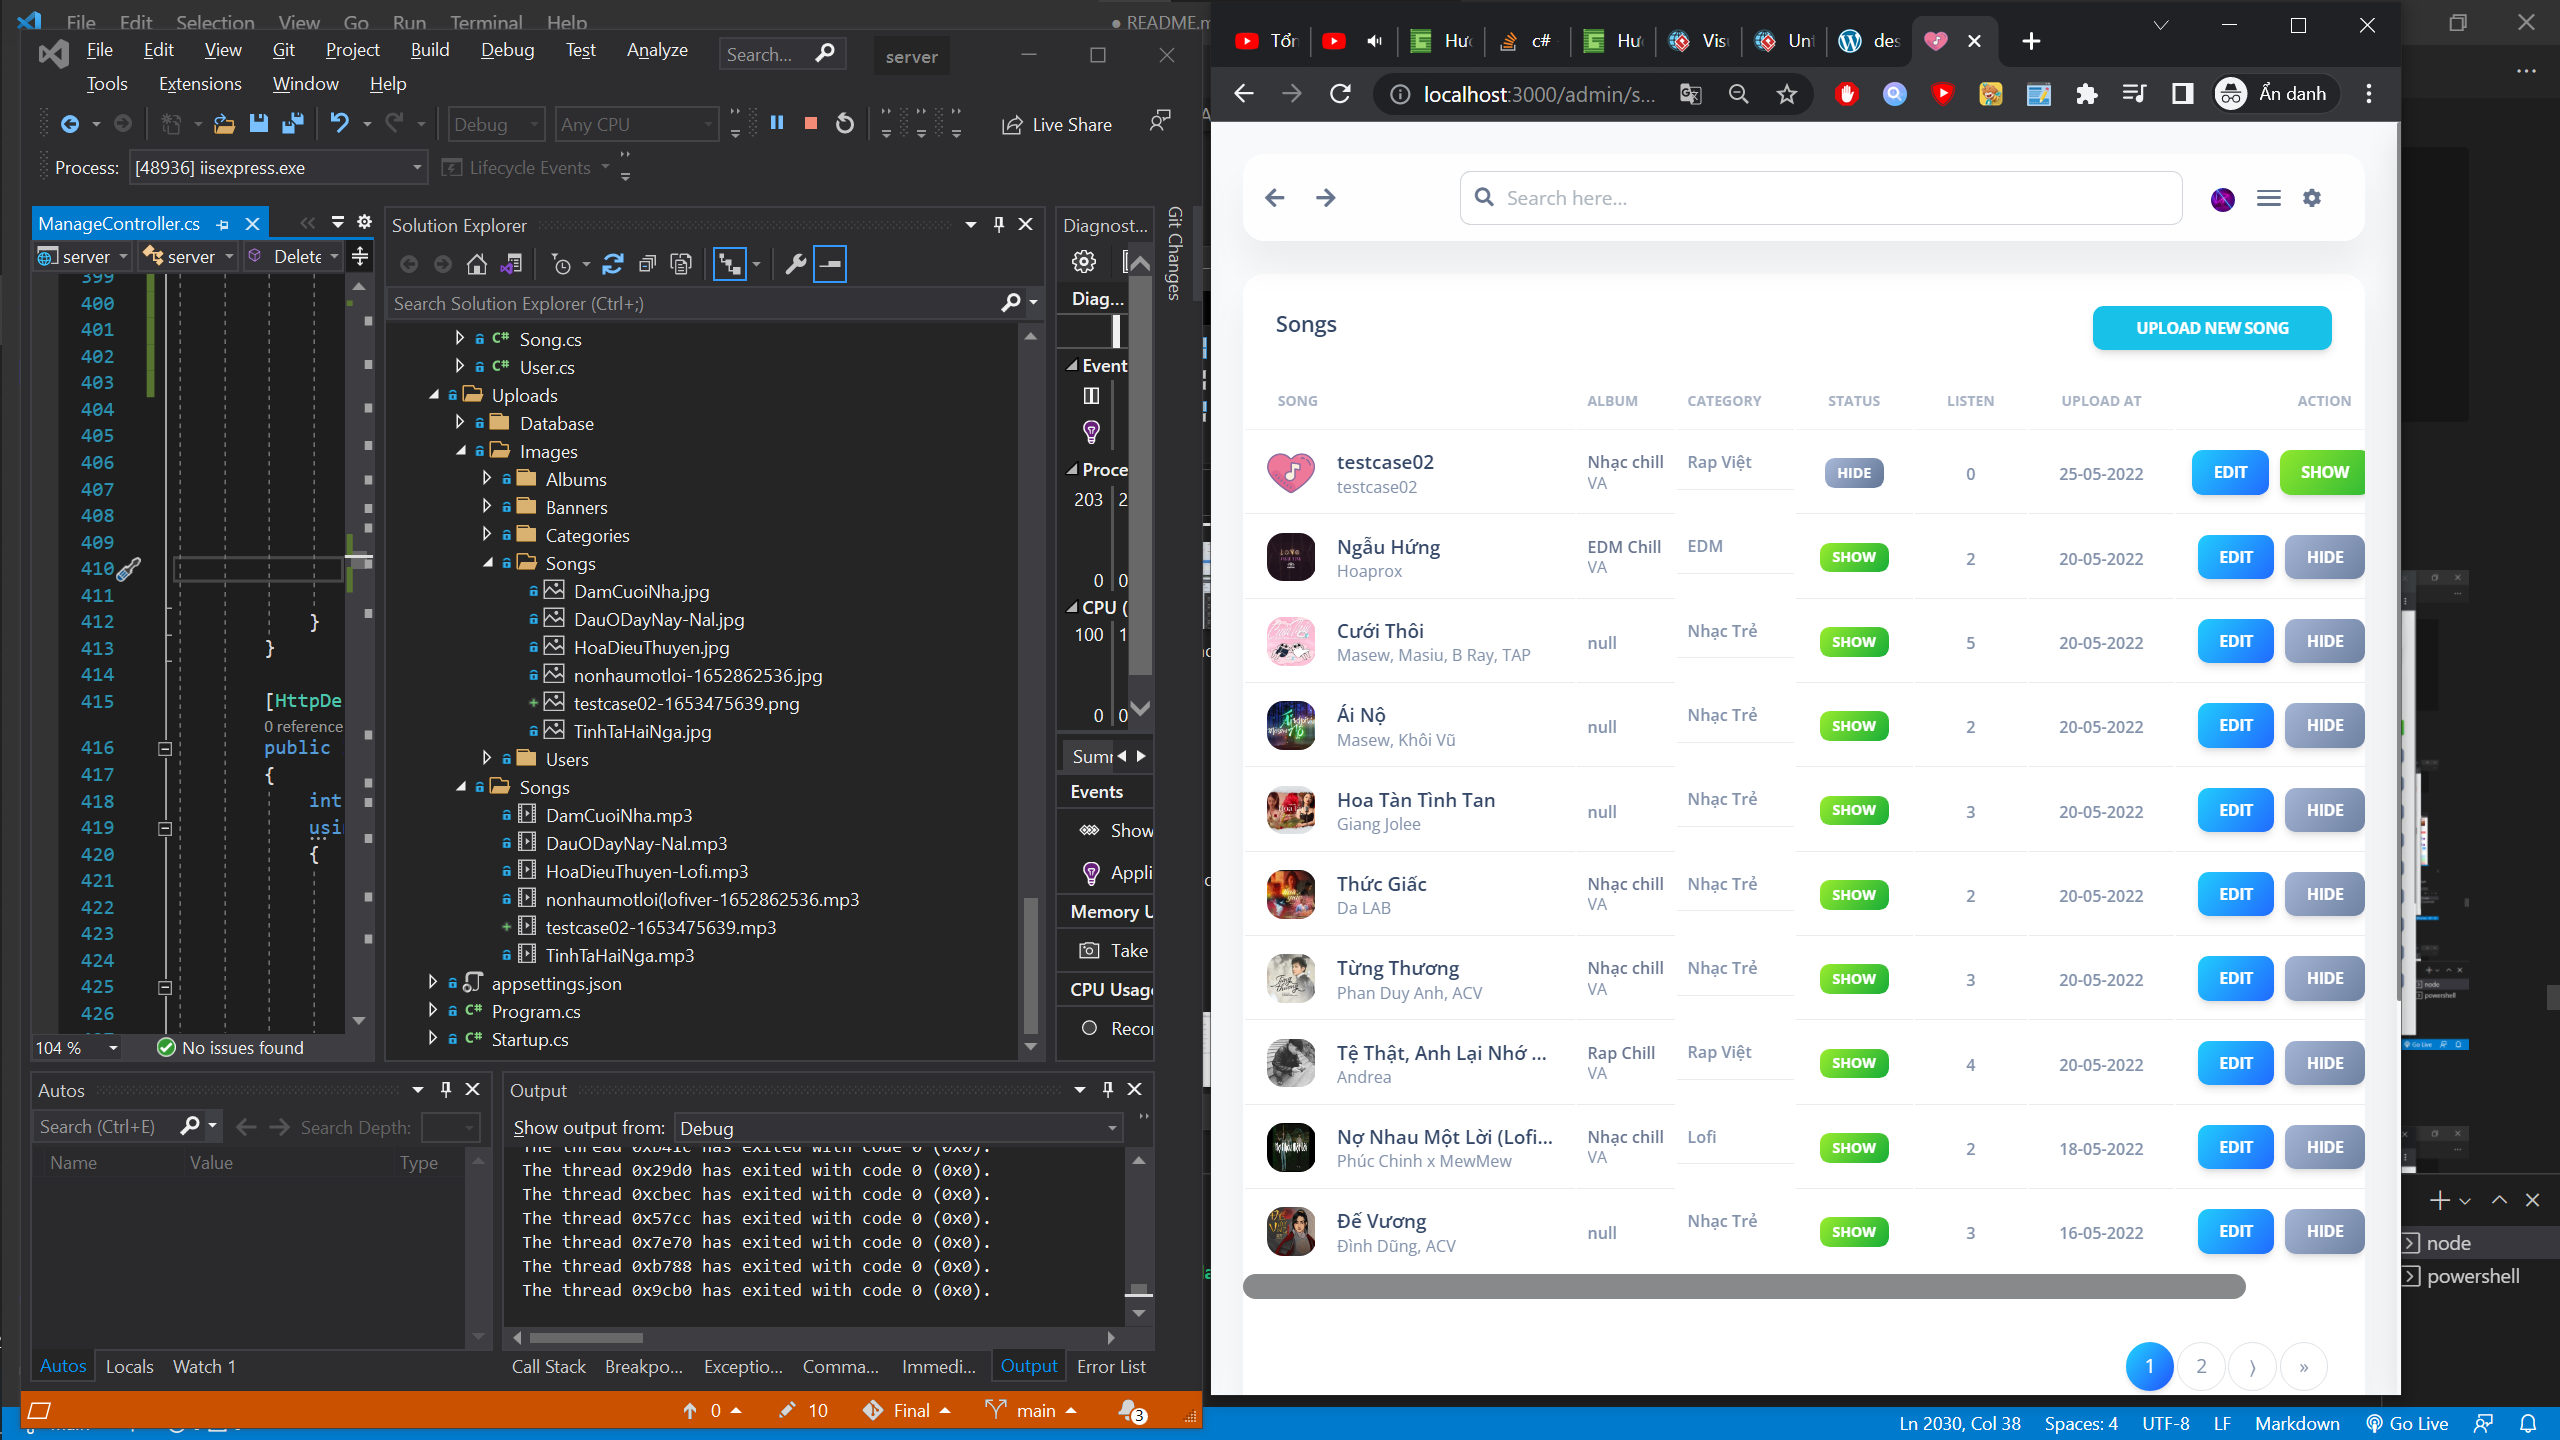 File Edit Selection View Go Run Terminal Help
● README.m
File Edit View Git Project Build Debug Test Analyze
Search...
server
Tools Extensions Window Help
Debug
Any CPU
Live Share
Process: [48936] iisexpress.exe
Lifecycle Events
ManageController.cs
server
server
Delete
399
400
401
402
403
404
405
406
407
408
409
410
411
412 }
413 }
414
415 [HttpDe
0 reference
416 public
417 {
418 int
419 usi
420 {
421
422
423
424
425
426
104 %
No issues found
Solution Explorer
Search Solution Explorer (Ctrl+;)
C# Song.cs
C# User.cs
Uploads
Database
Images
Albums
Banners
Categories
Songs
DamCuoiNha.jpg
DauODayNay-Nal.jpg
HoaDieuThuyen.jpg
nonhaumotloi-1652862536.jpg
testcase02-1653475639.png
TinhTaHaiNga.jpg
Users
Songs
DamCuoiNha.mp3
DauODayNay-Nal.mp3
HoaDieuThuyen-Lofi.mp3
nonhaumotloi(lofiver-1652862536.mp3
testcase02-1653475639.mp3
TinhTaHaiNga.mp3
appsettings.json
C# Program.cs
C# Startup.cs
Diagnost...
Diag...
Event
Proce
203 2
0 0
CPU (
100 1
0 0
Summ
Events
Show
Appli
Memory U
Take
CPU Usage
Recor
Git Changes
Autos
Search (Ctrl+E)
Search Depth:
Name Value Type
Autos Locals Watch 1
Output
Show output from: Debug
The thread 0xb41c has exited with code 0 (0x0).
The thread 0x29d0 has exited with code 0 (0x0).
The thread 0xcbec has exited with code 0 (0x0).
The thread 0x57cc has exited with code 0 (0x0).
The thread 0x7e70 has exited with code 0 (0x0).
The thread 0xb788 has exited with code 0 (0x0).
The thread 0x9cb0 has exited with code 0 (0x0).
Call Stack Breakpo... Exceptio... Comma... Immedi... Output Error List
0 10 Final main 3
Tổn
Hướ
c#
Hướ
Visu
Unt
des
localhost:3000/admin/s...
Ẩn danh
Search here...
Songs
UPLOAD NEW SONG
SONG ALBUM CATEGORY STATUS LISTEN UPLOAD AT ACTION
testcase02 Nhạc chill Rap Việt HIDE 0 25-05-2022 EDIT SHOW
testcase02 VA
Ngẫu Hứng EDM Chill EDM SHOW 2 20-05-2022 EDIT HIDE
Hoaprox VA
Cưới Thôi null Nhạc Trẻ SHOW 5 20-05-2022 EDIT HIDE
Masew, Masiu, B Ray, TAP
Ái Nộ null Nhạc Trẻ SHOW 2 20-05-2022 EDIT HIDE
Masew, Khôi Vũ
Hoa Tàn Tình Tan null Nhạc Trẻ SHOW 3 20-05-2022 EDIT HIDE
Giang Jolee
Thức Giấc Nhạc chill Nhạc Trẻ SHOW 2 20-05-2022 EDIT HIDE
Da LAB VA
Từng Thương Nhạc chill Nhạc Trẻ SHOW 3 20-05-2022 EDIT HIDE
Phan Duy Anh, ACV VA
Tệ Thật, Anh Lại Nhớ ... Rap Chill Rap Việt SHOW 4 20-05-2022 EDIT HIDE
Andrea VA
Nợ Nhau Một Lời (Lofi... Nhạc chill Lofi SHOW 2 18-05-2022 EDIT HIDE
Phúc Chinh x MewMew VA
Đế Vương null Nhạc Trẻ SHOW 3 16-05-2022 EDIT HIDE
Đình Dũng, ACV
1 2 ⟩ »
node
powershell
Ln 2030, Col 38 Spaces: 4 UTF-8 LF Markdown Go Live